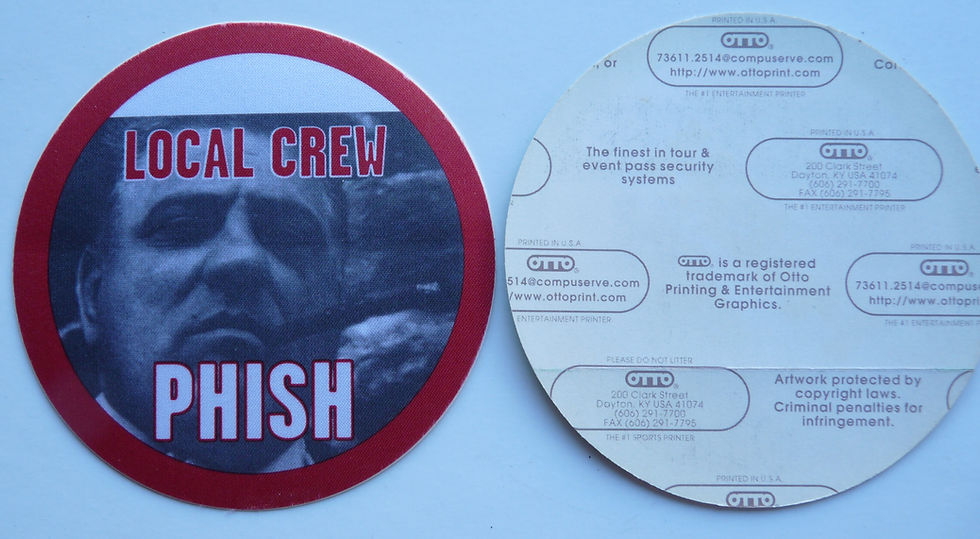 LOCAL CREW
PHISH
PRINTED IN U.S.A.
OTTO®
73611.2514@compuserve.com
http://www.ottoprint.com
THE #1 ENTERTAINMENT PRINTER
, or
Co
The finest in tour &
event pass security
systems
PRINTED IN U.S.A.
OTTO®
200 Clark Street
Dayton, KY USA 41074
(606) 291-7700
FAX (606) 291-7795
THE #1 ENTERTAINMENT PRINTER
PRINTED IN U.S.A.
OTTO®
514@compuserve.com
/www.ottoprint.com
ENTERTAINMENT PRINTER
OTTO® is a registered
trademark of Otto
Printing & Entertainment
Graphics.
PRINTED IN U.S.A.
OTTO
73611.2514@compuse
http://www.ottop
THE #1 ENTERTAINMENT
PLEASE DO NOT LITTER
OTTO®
200 Clark Street
Dayton, KY USA 41074
(606) 291-7700
FAX (606) 291-7795
THE #1 SPORTS PRINTER
Artwork protected by
copyright laws.
Criminal penalties for
infringement.
PRINTED IN U.S.A.
OTTO®